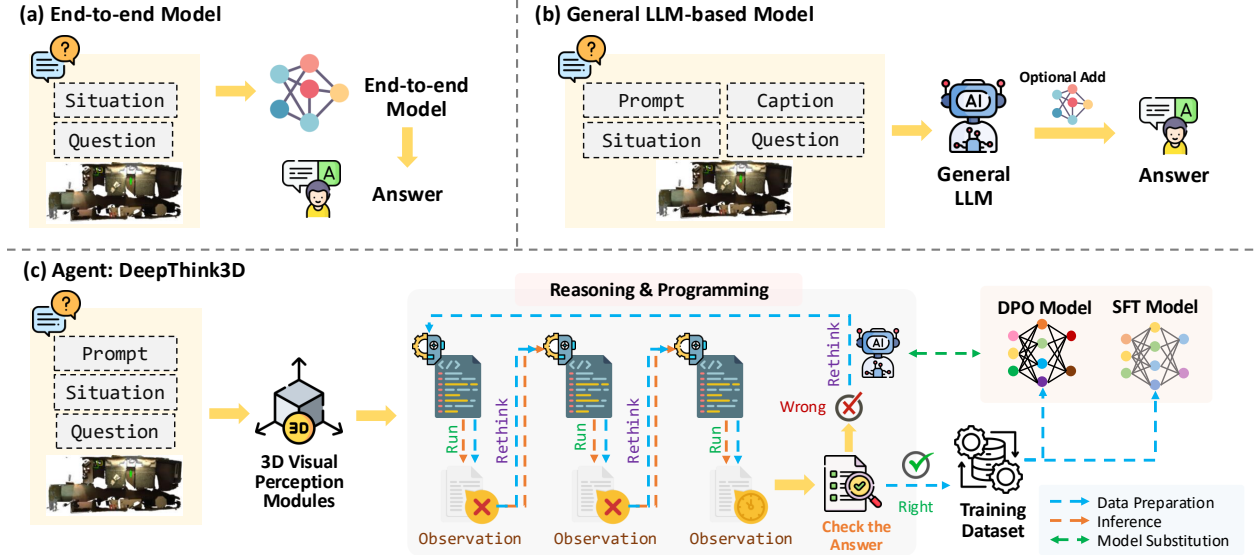 (a) End-to-end Model
?
Situation
Question
End-to-end
Model
A
Answer
(b) General LLM-based Model
?
Prompt
Caption
Situation
Question
AI
General
LLM
Optional Add
A
Answer
(c) Agent: DeepThink3D
?
Prompt
Situation
Question
3D
3D Visual
Perception
Modules
Reasoning & Programming
</>
Run
Rethink
Observation
</>
Run
Rethink
Observation
</>
Run
Observation
Rethink
AI
Wrong
Check the
Answer
Right
Training
Dataset
DPO Model
SFT Model
Data Preparation
Inference
Model Substitution